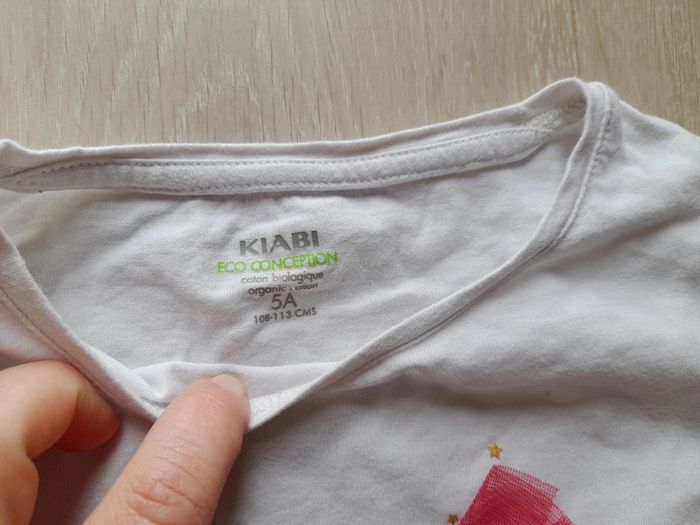 KIABI
ECO CONCEPTION
coton biologique
organic cotton
5A
108-113 CMS